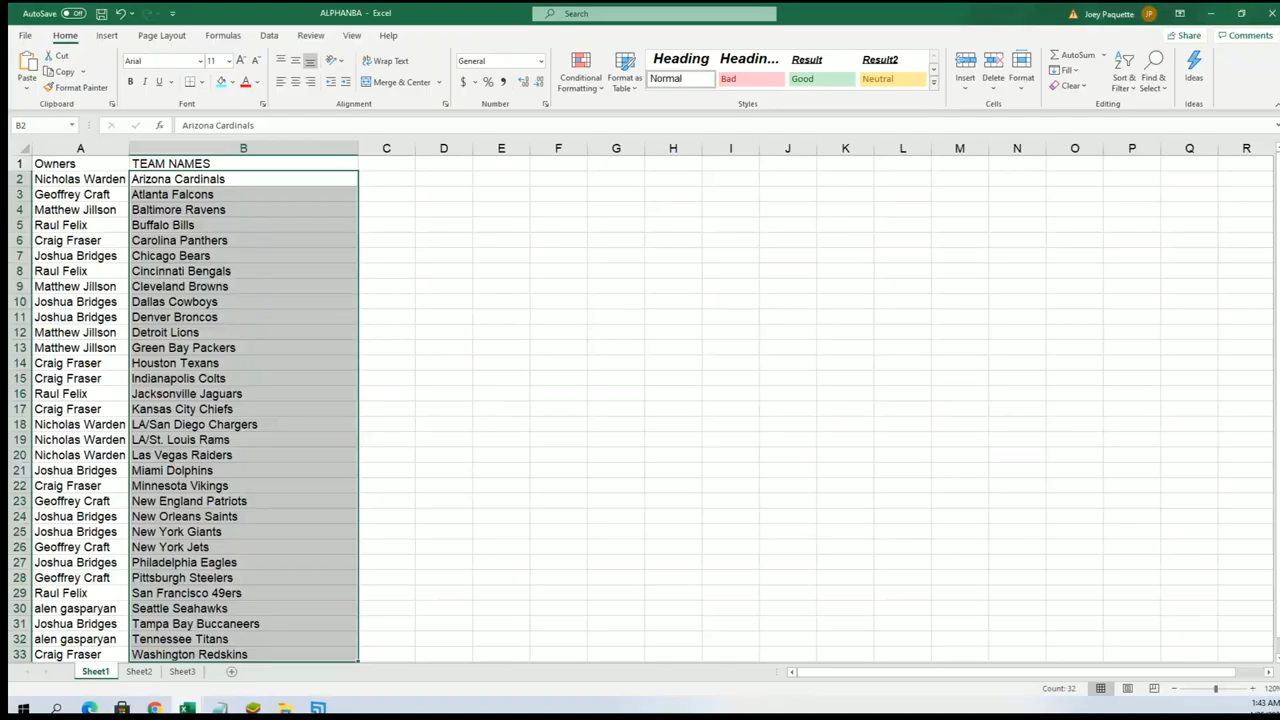 AutoSave Off ALPHANBA - Excel Search Joey Paquette JP
File Home Insert Page Layout Formulas Data Review View Help Share Comments
Paste Cut Copy Format Painter Clipboard
Arial 11 B I U A Font
Wrap Text Merge & Center Alignment
General $ % , Number
Conditional Formatting Format as Table
Heading Headin... Result Result2
Normal Bad Good Neutral
Styles
Insert Delete Format Cells
AutoSum Fill Clear Sort & Filter Find & Select Editing
Ideas Ideas
B2 fx Arizona Cardinals
A B C D E F G H I J K L M N O P Q R
1 Owners TEAM NAMES
2 Nicholas Warden Arizona Cardinals
3 Geoffrey Craft Atlanta Falcons
4 Matthew Jillson Baltimore Ravens
5 Raul Felix Buffalo Bills
6 Craig Fraser Carolina Panthers
7 Joshua Bridges Chicago Bears
8 Raul Felix Cincinnati Bengals
9 Matthew Jillson Cleveland Browns
10 Joshua Bridges Dallas Cowboys
11 Joshua Bridges Denver Broncos
12 Matthew Jillson Detroit Lions
13 Matthew Jillson Green Bay Packers
14 Craig Fraser Houston Texans
15 Craig Fraser Indianapolis Colts
16 Raul Felix Jacksonville Jaguars
17 Craig Fraser Kansas City Chiefs
18 Nicholas Warden LA/San Diego Chargers
19 Nicholas Warden LA/St. Louis Rams
20 Nicholas Warden Las Vegas Raiders
21 Joshua Bridges Miami Dolphins
22 Craig Fraser Minnesota Vikings
23 Geoffrey Craft New England Patriots
24 Joshua Bridges New Orleans Saints
25 Joshua Bridges New York Giants
26 Geoffrey Craft New York Jets
27 Joshua Bridges Philadelphia Eagles
28 Geoffrey Craft Pittsburgh Steelers
29 Raul Felix San Francisco 49ers
30 alen gasparyan Seattle Seahawks
31 Joshua Bridges Tampa Bay Buccaneers
32 alen gasparyan Tennessee Titans
33 Craig Fraser Washington Redskins
Sheet1 Sheet2 Sheet3
Count: 32 120%
1:43 AM